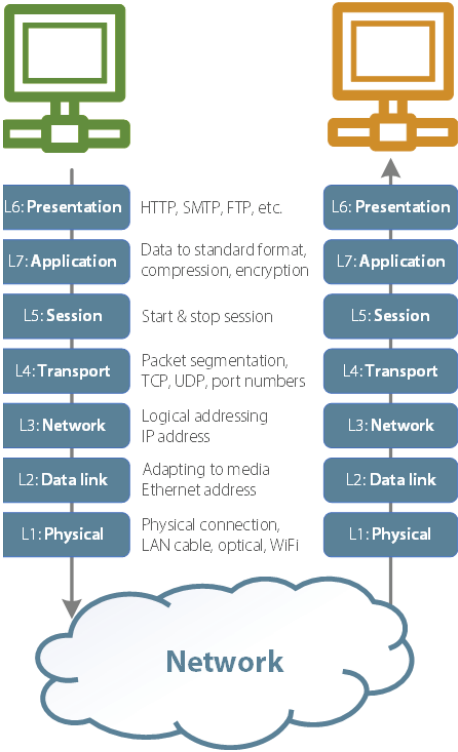 L6: Presentation HTTP, SMTP, FTP, etc. L6: Presentation
L7: Application Data to standard format, L7: Application
compression, encryption
L5: Session Start & stop session L5: Session
L4: Transport Packet segmentation, L4: Transport
TCP, UDP, port numbers
L3: Network Logical addressing L3: Network
IP address
L2: Data link Adapting to media L2: Data link
Ethernet address
L1: Physical Physical connection, L1: Physical
LAN cable, optical, WiFi
Network